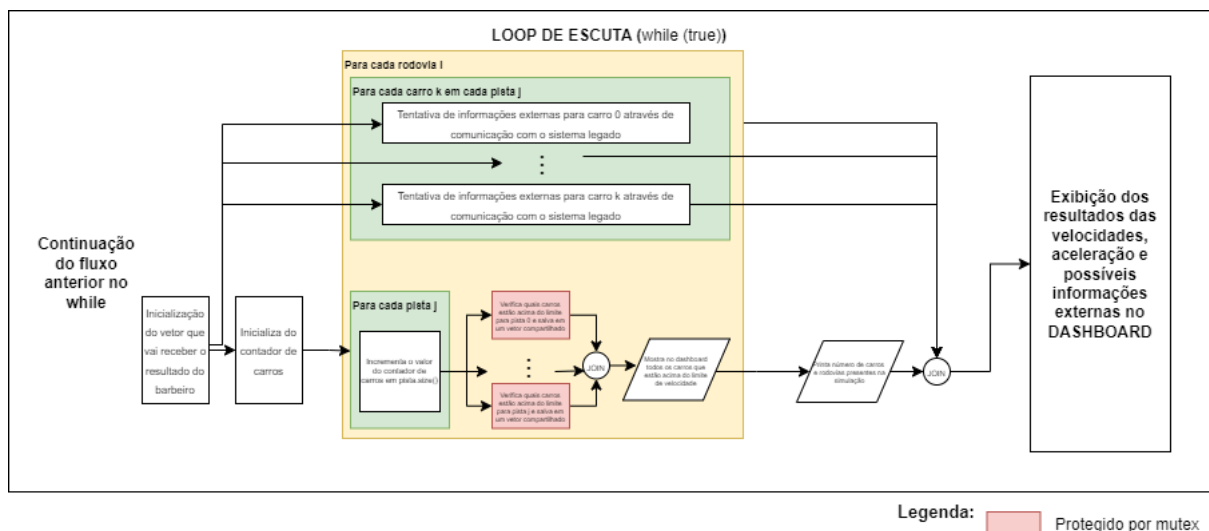 LOOP DE ESCUTA (while (true))
Para cada rodovia i
Para cada carro k em cada pista j
Tentativa de informações externas para carro 0 através de
comunicação com o sistema legado
Tentativa de informações externas para carro k através de
comunicação com o sistema legado
Continuação
do fluxo
anterior no
while
Inicialização
do vetor que
vai receber o
resultado do
barbeiro
Inicializa do
contador de
carros
Para cada pista j
Incrementa o valor
do contador de
carros em pista.size()
Verifica quais carros
estão acima do limite
para pista 0 e salva em
um vetor compartilhado
Verifica quais carros
estão acima do limite
para pista j e salva em
um vetor compartilhado
JOIN
Mostra no dashboard
todos os carros que
estão acima do limite
de velocidade
Printa número de carros
e rodovias presentes na
simulação
JOIN
Exibição dos
resultados das
velocidades,
aceleração e
possíveis
informações
externas no
DASHBOARD
Legenda:
Protegido por mutex